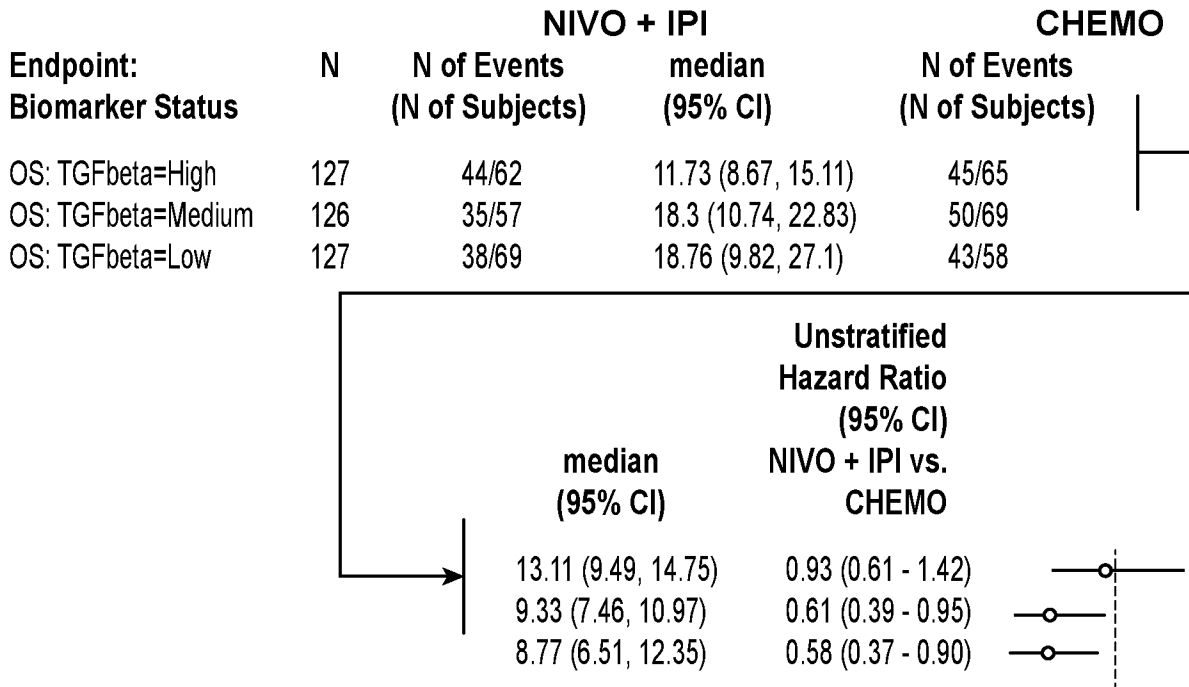 NIVO + IPI CHEMO
Endpoint: N N of Events median N of Events
Biomarker Status (N of Subjects) (95% CI) (N of Subjects)
OS: TGFbeta=High 127 44/62 11.73 (8.67, 15.11) 45/65
OS: TGFbeta=Medium 126 35/57 18.3 (10.74, 22.83) 50/69
OS: TGFbeta=Low 127 38/69 18.76 (9.82, 27.1) 43/58
Unstratified
Hazard Ratio
(95% CI)
median NIVO + IPI vs.
(95% CI) CHEMO
13.11 (9.49, 14.75) 0.93 (0.61 - 1.42)
9.33 (7.46, 10.97) 0.61 (0.39 - 0.95)
8.77 (6.51, 12.35) 0.58 (0.37 - 0.90)